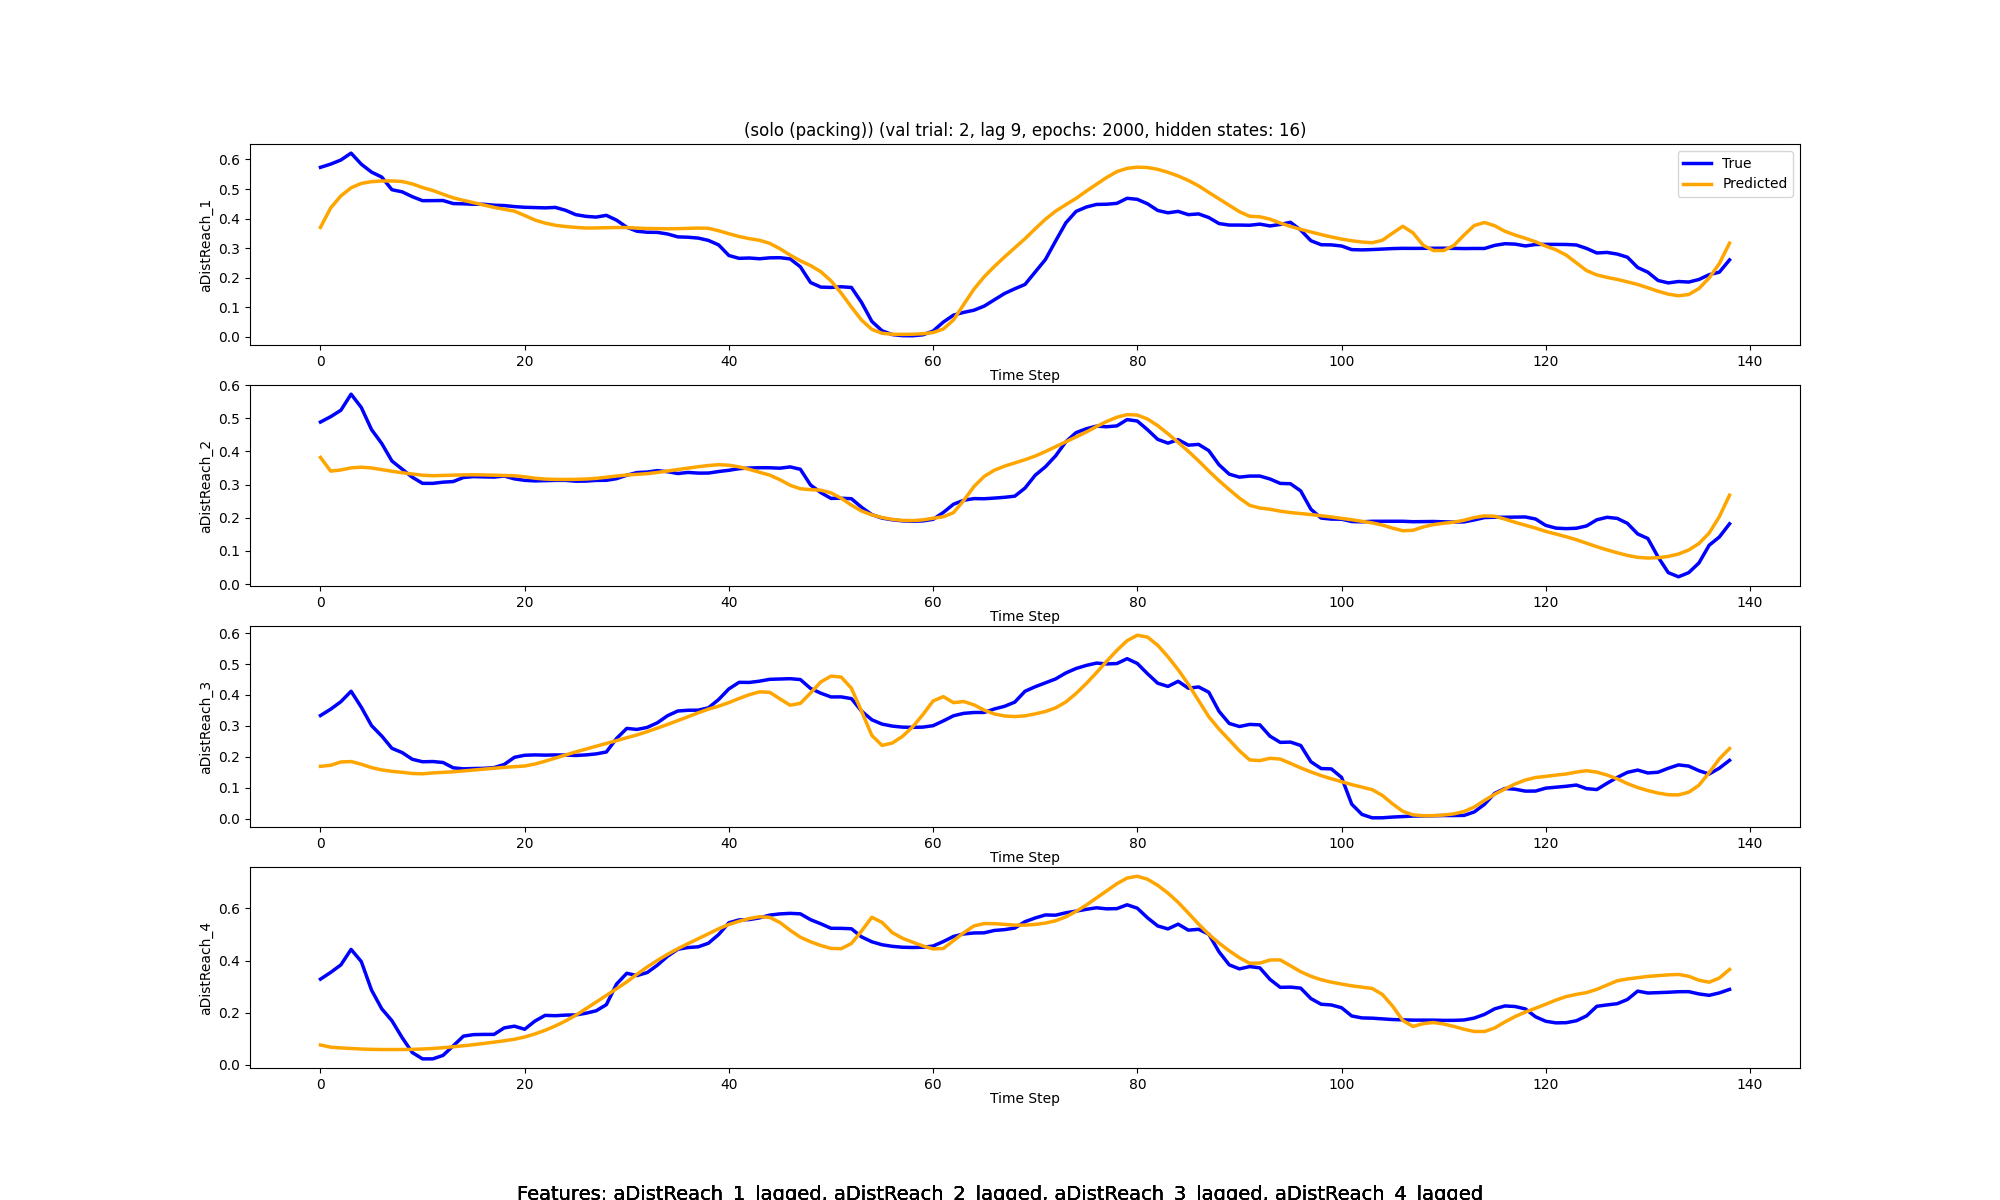 (solo (packing)) (val trial: 2, lag 9, epochs: 2000, hidden states: 16)
True
Predicted
aDistReach_1
0.6
0.5
0.4
0.3
0.2
0.1
0.0
0 20 40 60 80 100 120 140
Time Step
aDistReach_2
0.6
0.5
0.4
0.3
0.2
0.1
0.0
0 20 40 60 80 100 120 140
Time Step
aDistReach_3
0.6
0.5
0.4
0.3
0.2
0.1
0.0
0 20 40 60 80 100 120 140
Time Step
aDistReach_4
0.6
0.4
0.2
0.0
0 20 40 60 80 100 120 140
Time Step
Features: aDistReach_1_lagged, aDistReach_2_lagged, aDistReach_3_lagged, aDistReach_4_lagged